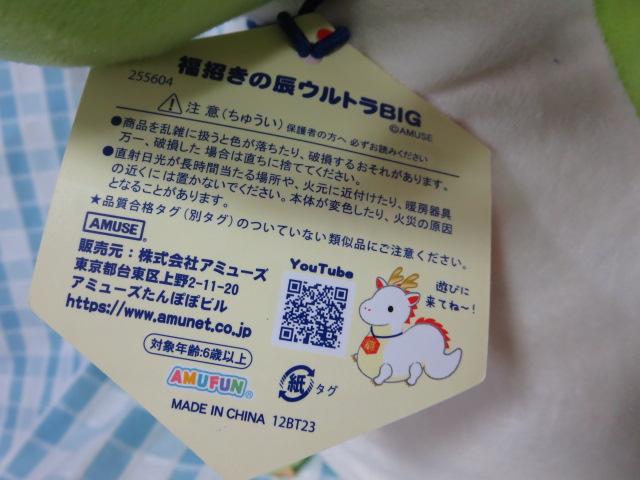 福招きの辰ウルトラBIG
255604
©AMUSE
注意(ちゅうい) 保護者の方へ 必ずお読みください
●商品を乱雑に扱うと色が落ちたり、破損するおそれがあります。
万一、破損した場合は直ちに捨ててください。
●直射日光が長時間当たる場所や、火元に近付けたり、暖房器具
の近くには置かないでください。本体が変色したり、火災の原因
となることがあります。
★品質合格タグ(別タグ)のついていない類似品にご注意ください。
AMUSE
販売元:株式会社アミューズ
東京都台東区上野2-11-20
アミューズたんぽぽビル
https://www.amunet.co.jp
YouTube
遊びに
来てね〜!
対象年齢:6歳以上
AMUFUN
紙 タグ
MADE IN CHINA 12BT23